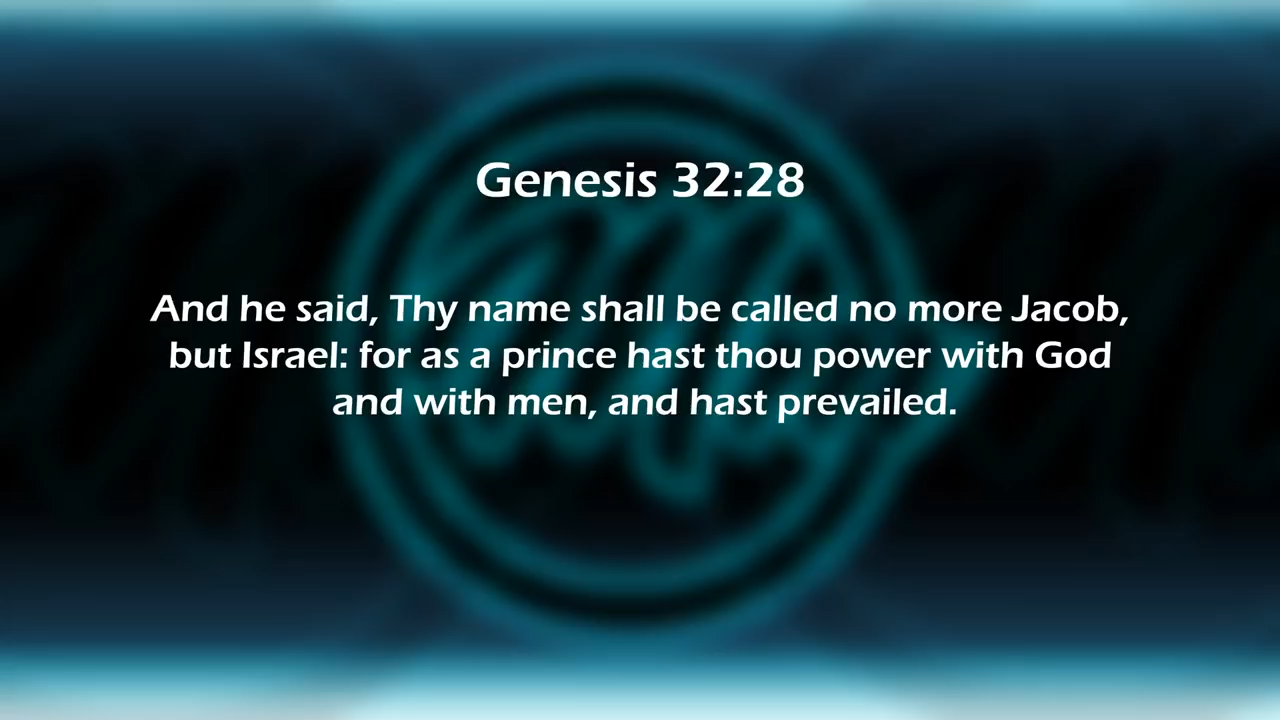 Genesis 32:28
And he said, Thy name shall be called no more Jacob,
but Israel: for as a prince hast thou power with God
and with men, and hast prevailed.